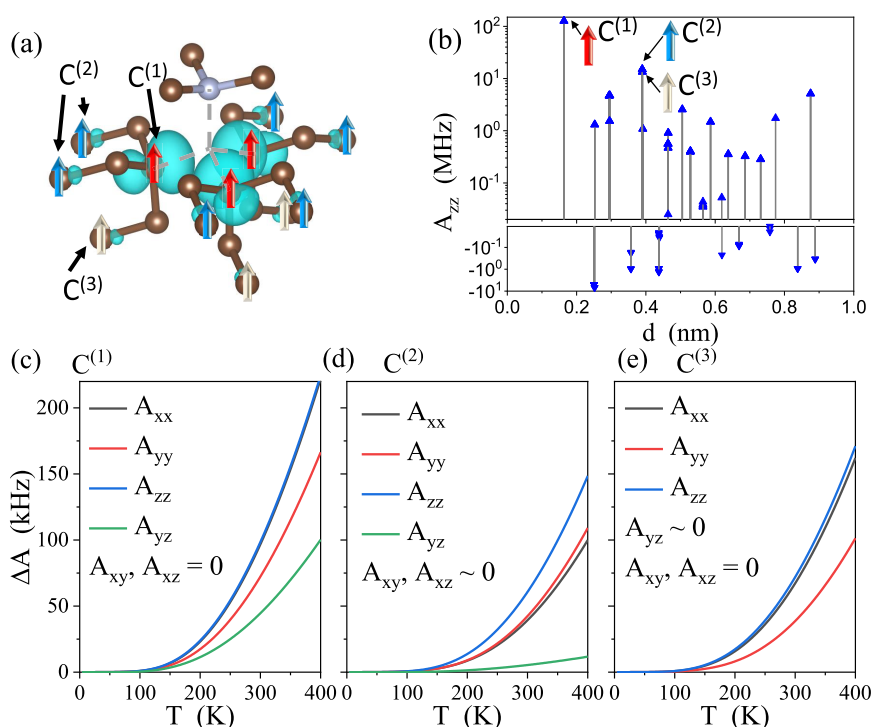 (a)
C⁽²⁾
C⁽¹⁾
C⁽³⁾
(b)
10²
10¹
10⁰
10⁻¹
-10⁻¹
-10⁰
-10¹
A_zz (MHz)
C⁽¹⁾
C⁽²⁾
C⁽³⁾
0.0 0.2 0.4 0.6 0.8 1.0
d (nm)
(c) C⁽¹⁾
200
150
100
50
0
ΔA (kHz)
A_xx
A_yy
A_zz
A_yz
A_xy, A_xz = 0
0 100 200 300 400
T (K)
(d) C⁽²⁾
A_xx
A_yy
A_zz
A_yz
A_xy, A_xz ~ 0
0 100 200 300 400
T (K)
(e) C⁽³⁾
A_xx
A_yy
A_zz
A_yz ~ 0
A_xy, A_xz = 0
0 100 200 300 400
T (K)